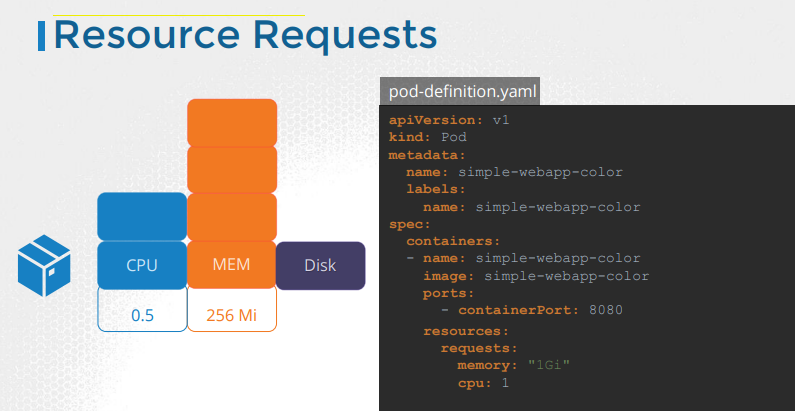 Resource Requests
CPU
MEM
Disk
0.5
256 Mi
pod-definition.yaml
apiVersion: v1
kind: Pod
metadata:
  name: simple-webapp-color
  labels:
    name: simple-webapp-color
spec:
  containers:
  - name: simple-webapp-color
    image: simple-webapp-color
    ports:
      - containerPort: 8080
    resources:
      requests:
        memory: "1Gi"
        cpu: 1